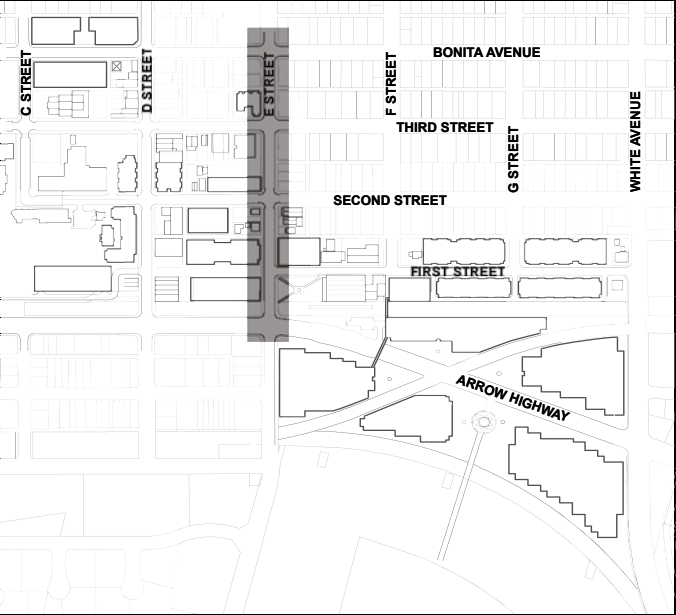 BONITA AVENUE
C STREET
D STREET
E STREET
F STREET
THIRD STREET
G STREET
WHITE AVENUE
SECOND STREET
FIRST STREET
ARROW HIGHWAY